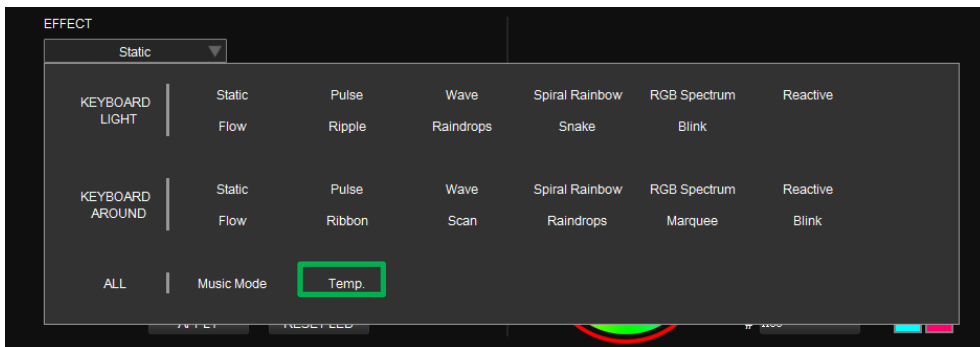 EFFECT
Static
KEYBOARD LIGHT
Static Pulse Wave Spiral Rainbow RGB Spectrum Reactive
Flow Ripple Raindrops Snake Blink
KEYBOARD AROUND
Static Pulse Wave Spiral Rainbow RGB Spectrum Reactive
Flow Ribbon Scan Raindrops Marquee Blink
ALL Music Mode Temp.
#